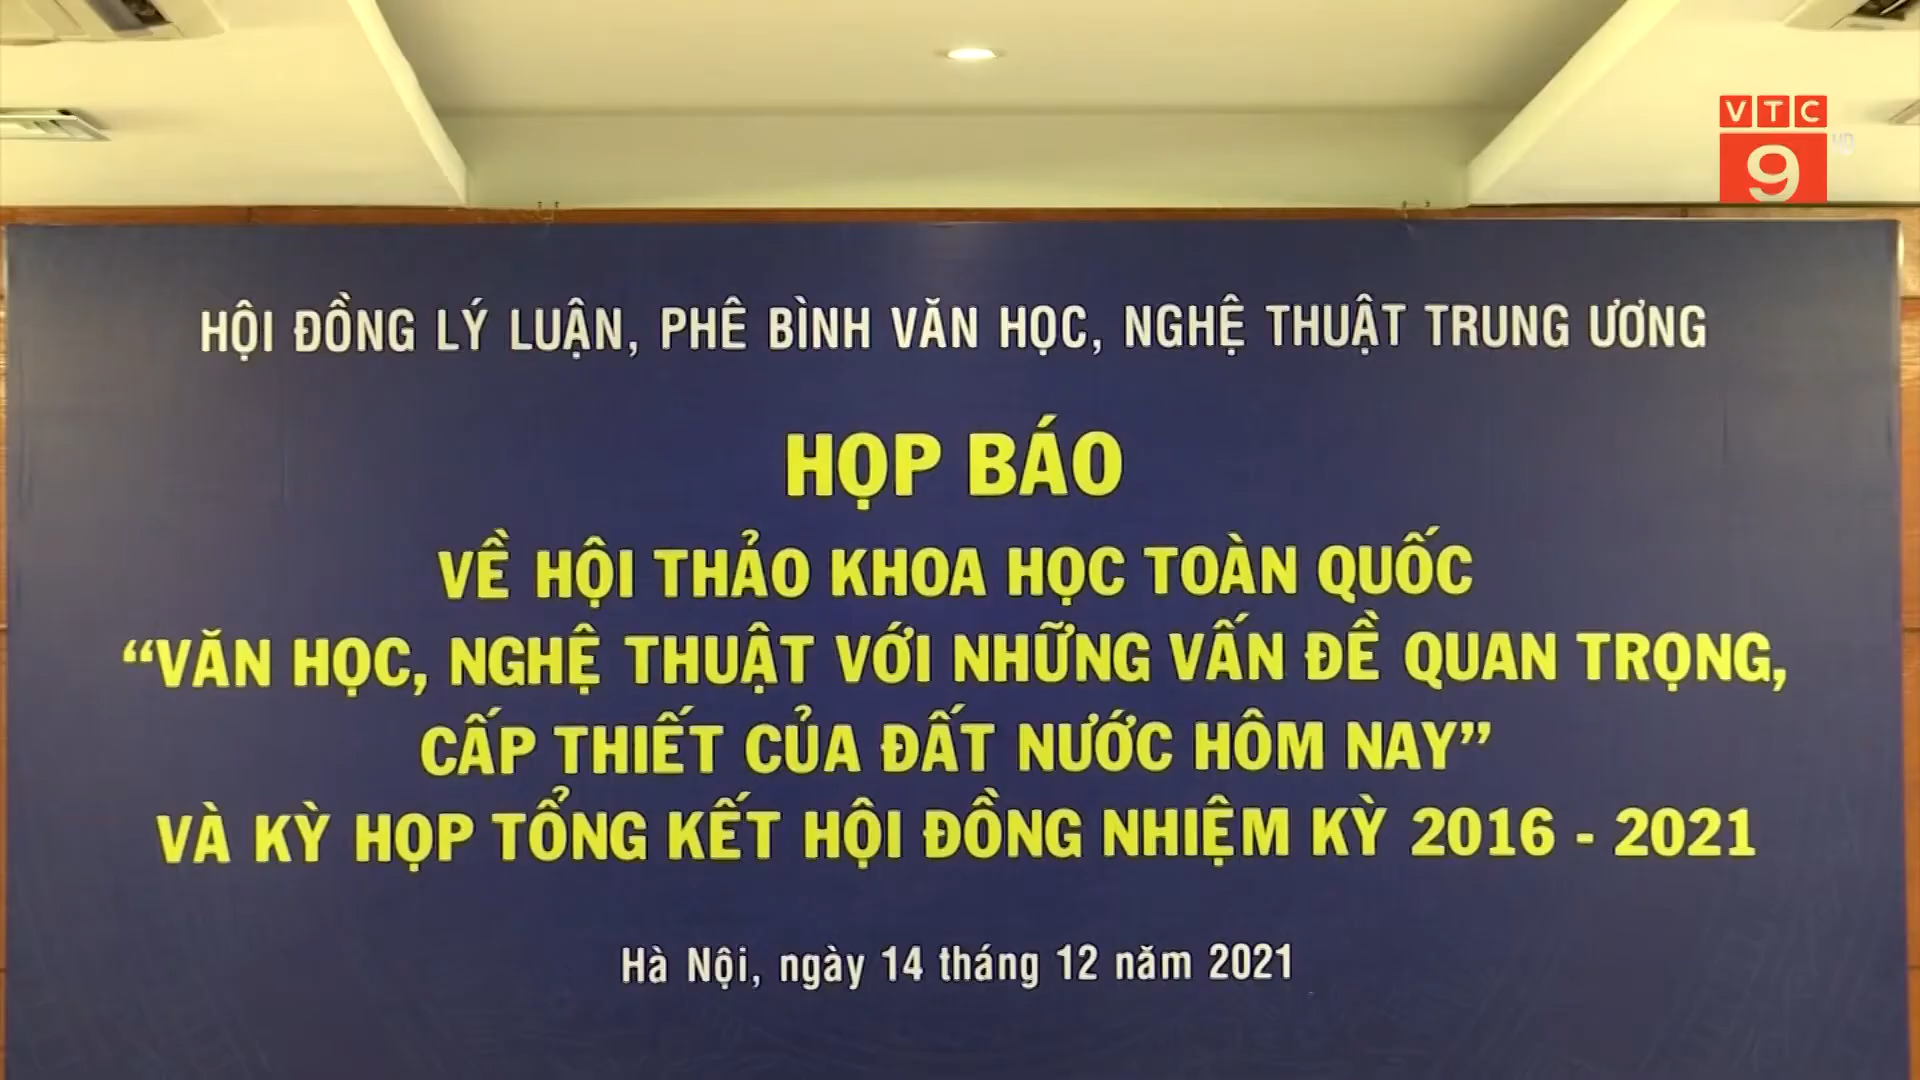 VTC
9
HD
HỘI ĐỒNG LÝ LUẬN, PHÊ BÌNH VĂN HỌC, NGHỆ THUẬT TRUNG ƯƠNG
HỌP BÁO
VỀ HỘI THẢO KHOA HỌC TOÀN QUỐC
“VĂN HỌC, NGHỆ THUẬT VỚI NHỮNG VẤN ĐỀ QUAN TRỌNG,
CẤP THIẾT CỦA ĐẤT NƯỚC HÔM NAY”
VÀ KỲ HỌP TỔNG KẾT HỘI ĐỒNG NHIỆM KỲ 2016 - 2021
Hà Nội, ngày 14 tháng 12 năm 2021